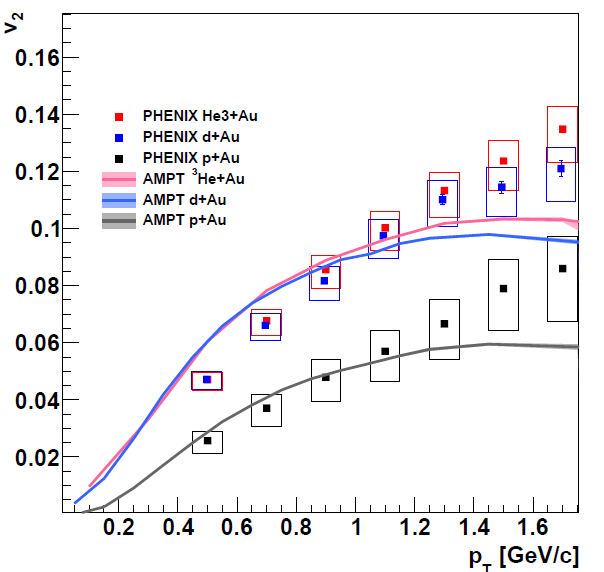 v2
0.16
0.14
0.12
0.1
0.08
0.06
0.04
0.02
PHENIX He3+Au
PHENIX d+Au
PHENIX p+Au
AMPT ³He+Au
AMPT d+Au
AMPT p+Au
0.2 0.4 0.6 0.8 1 1.2 1.4 1.6
pT [GeV/c]